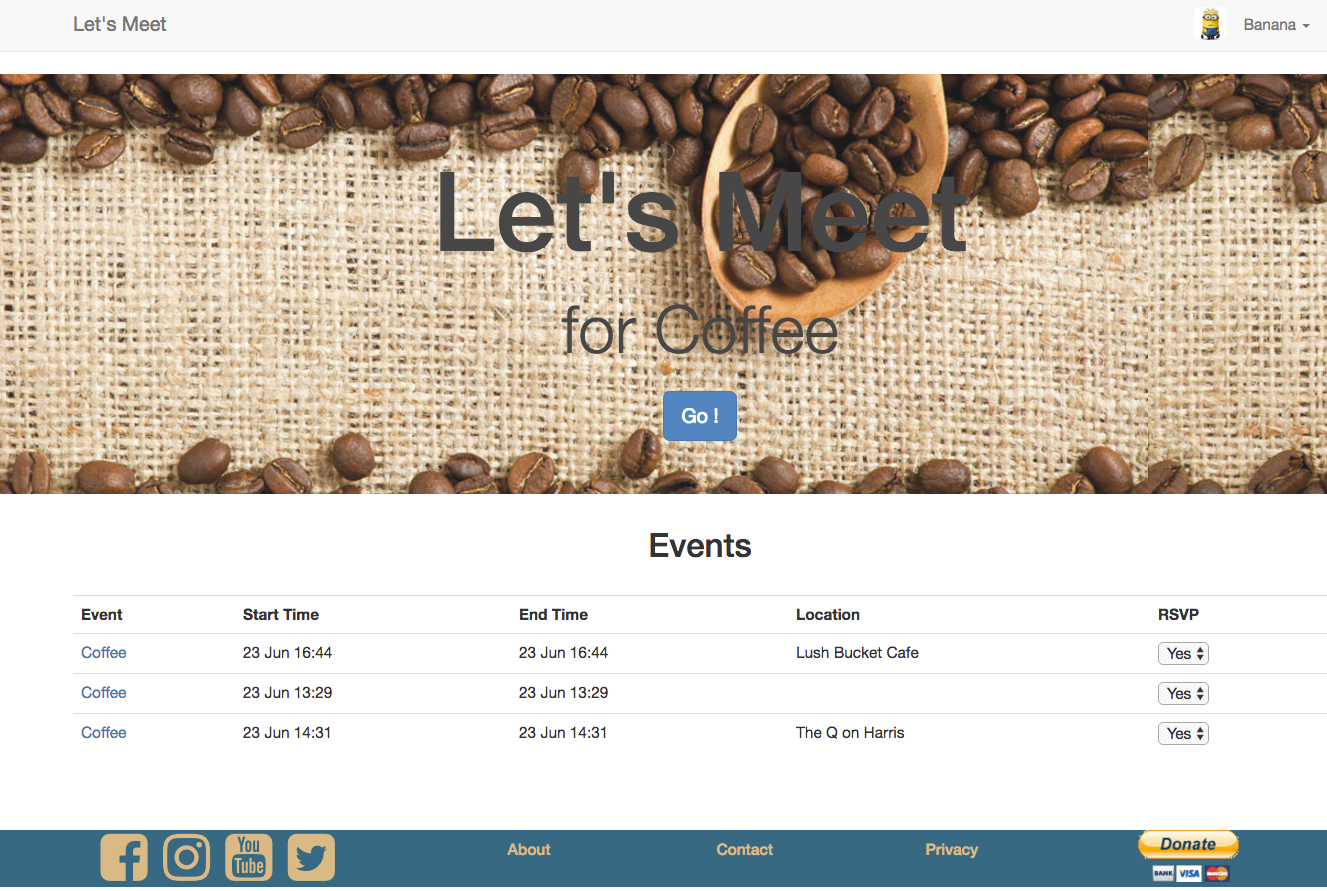 Let's Meet
Banana
Let's Meet
for Coffee
Go !
Events
Event Start Time End Time Location RSVP
Coffee 23 Jun 16:44 23 Jun 16:44 Lush Bucket Cafe Yes
Coffee 23 Jun 13:29 23 Jun 13:29 Yes
Coffee 23 Jun 14:31 23 Jun 14:31 The Q on Harris Yes
You
Tube
About Contact Privacy
Donate
BANK VISA MasterCard